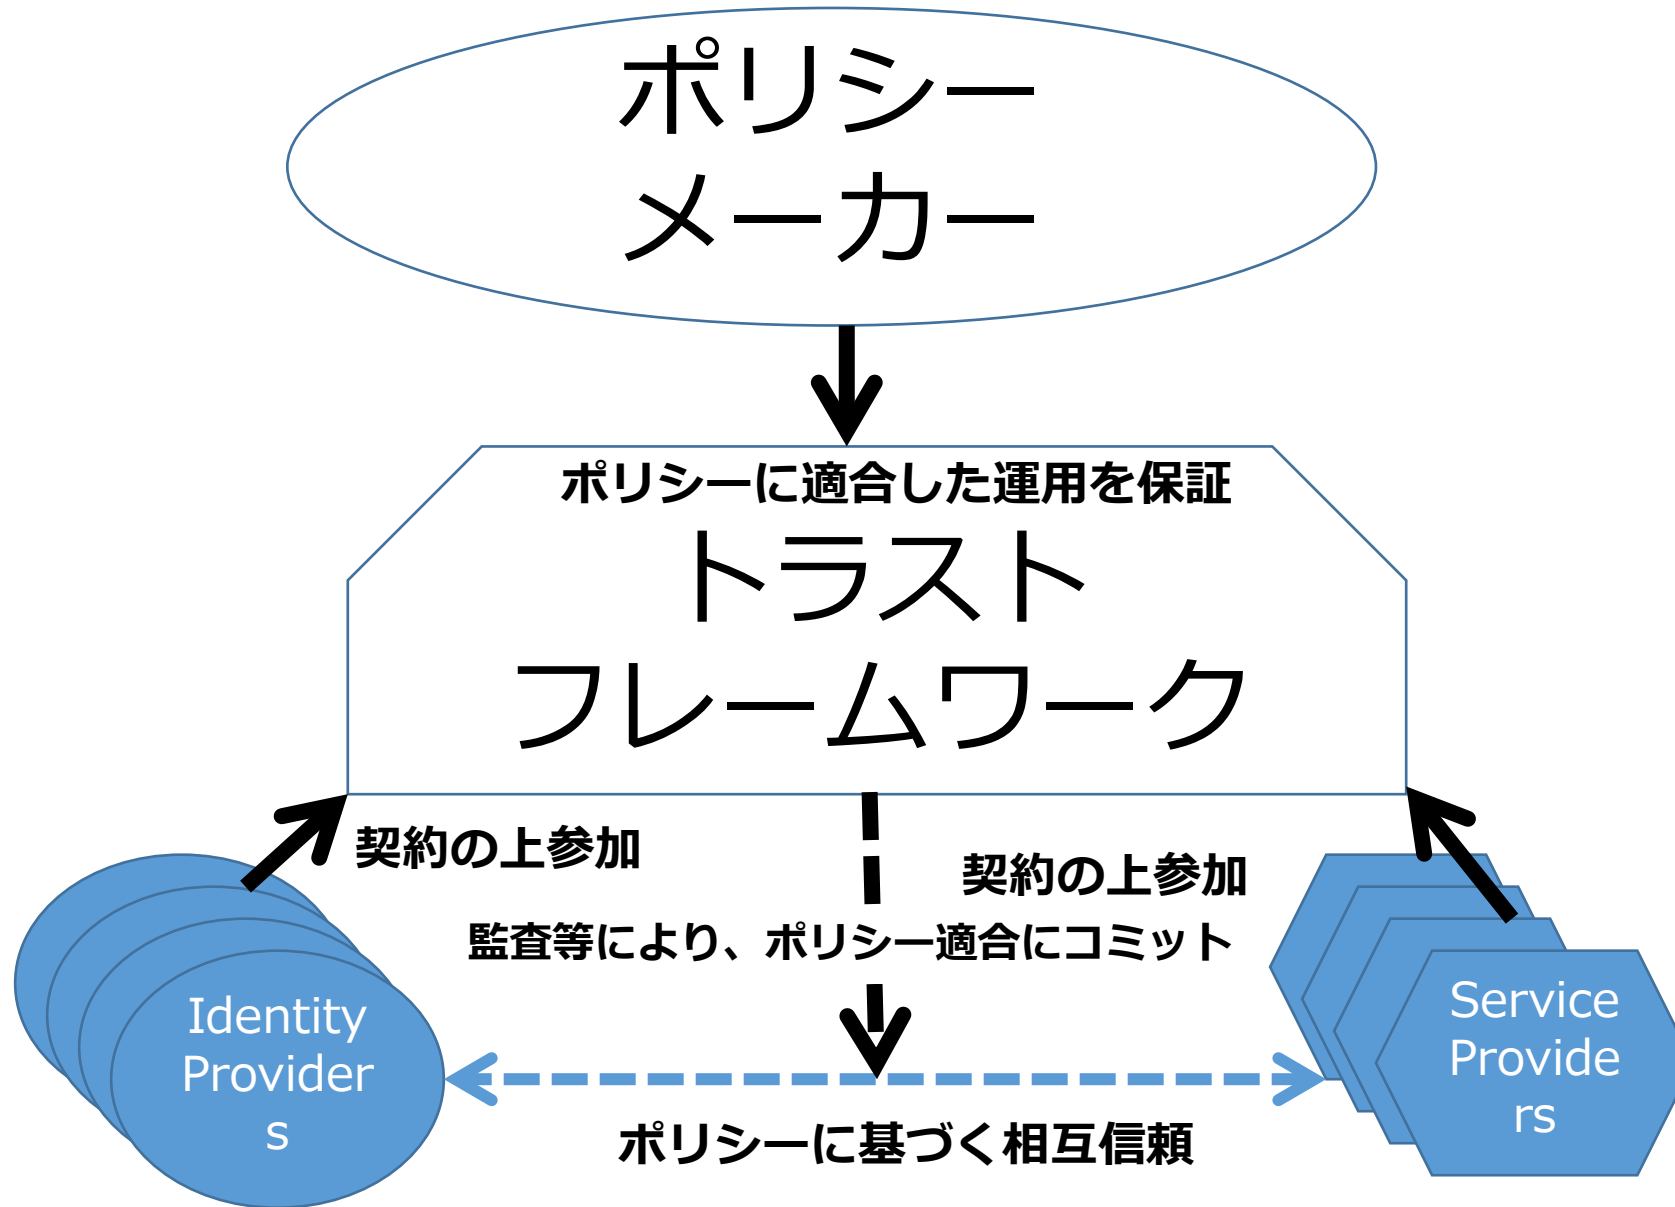 ポリシー
メーカー
ポリシーに適合した運用を保証
トラスト
フレームワーク
契約の上参加
契約の上参加
監査等により、ポリシー適合にコミット
Identity
Provider
s
Service
Provide
rs
ポリシーに基づく相互信頼